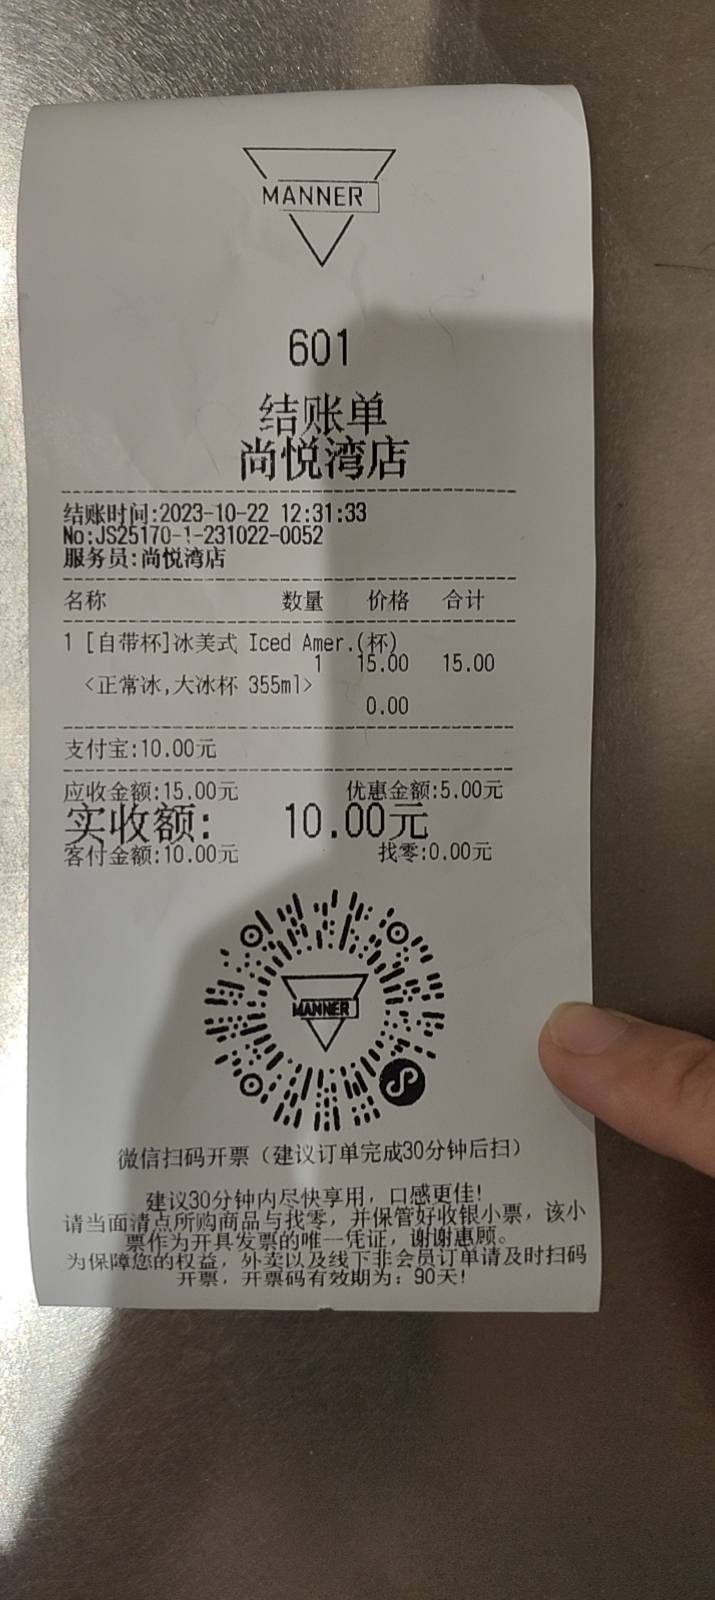 MANNER
601
结账单
尚悦湾店
结账时间:2023-10-22 12:31:33
No:JS25170-1-231022-0052
服务员:尚悦湾店
名称 数量 价格 合计
1 [自带杯]冰美式 Iced Amer.(杯)
1 15.00 15.00
<正常冰,大冰杯 355ml>
0.00
支付宝:10.00元
应收金额:15.00元 优惠金额:5.00元
实收额: 10.00元
客付金额:10.00元 找零:0.00元
MANNER
微信扫码开票（建议订单完成30分钟后扫）
建议30分钟内尽快享用，口感更佳!
请当面清点所购商品与找零，并保管好收银小票，该小
票作为开具发票的唯一凭证，谢谢惠顾。
为保障您的权益，外卖以及线下非会员订单请及时扫码
开票，开票码有效期为：90天!